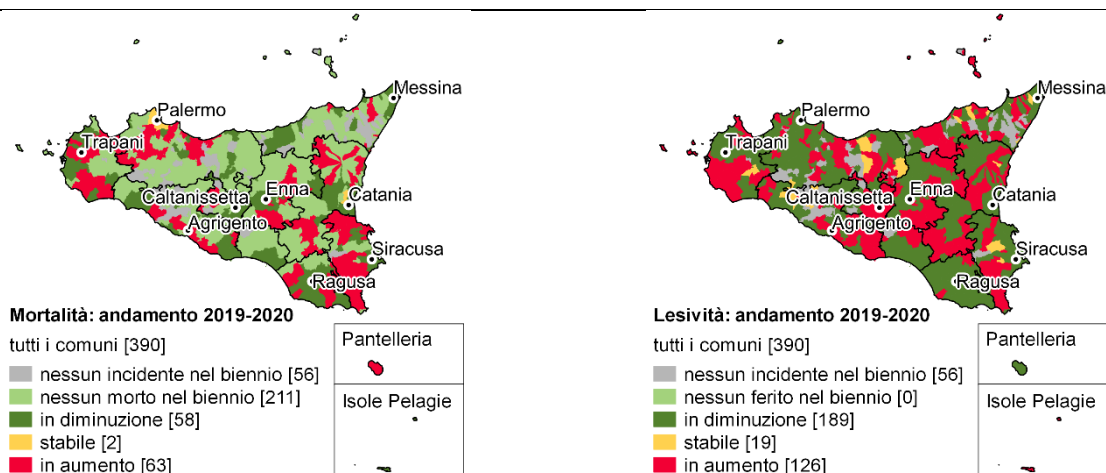 Messina
Palermo
Trapani
Enna
Caltanissetta
Catania
Agrigento
Siracusa
Ragusa
Mortalità: andamento 2019-2020
tutti i comuni [390]
nessun incidente nel biennio [56]
nessun morto nel biennio [211]
in diminuzione [58]
stabile [2]
in aumento [63]
Pantelleria
Isole Pelagie
Messina
Palermo
Trapani
Enna
Caltanissetta
Catania
Agrigento
Siracusa
Ragusa
Lesività: andamento 2019-2020
tutti i comuni [390]
nessun incidente nel biennio [56]
nessun ferito nel biennio [0]
in diminuzione [189]
stabile [19]
in aumento [126]
Pantelleria
Isole Pelagie